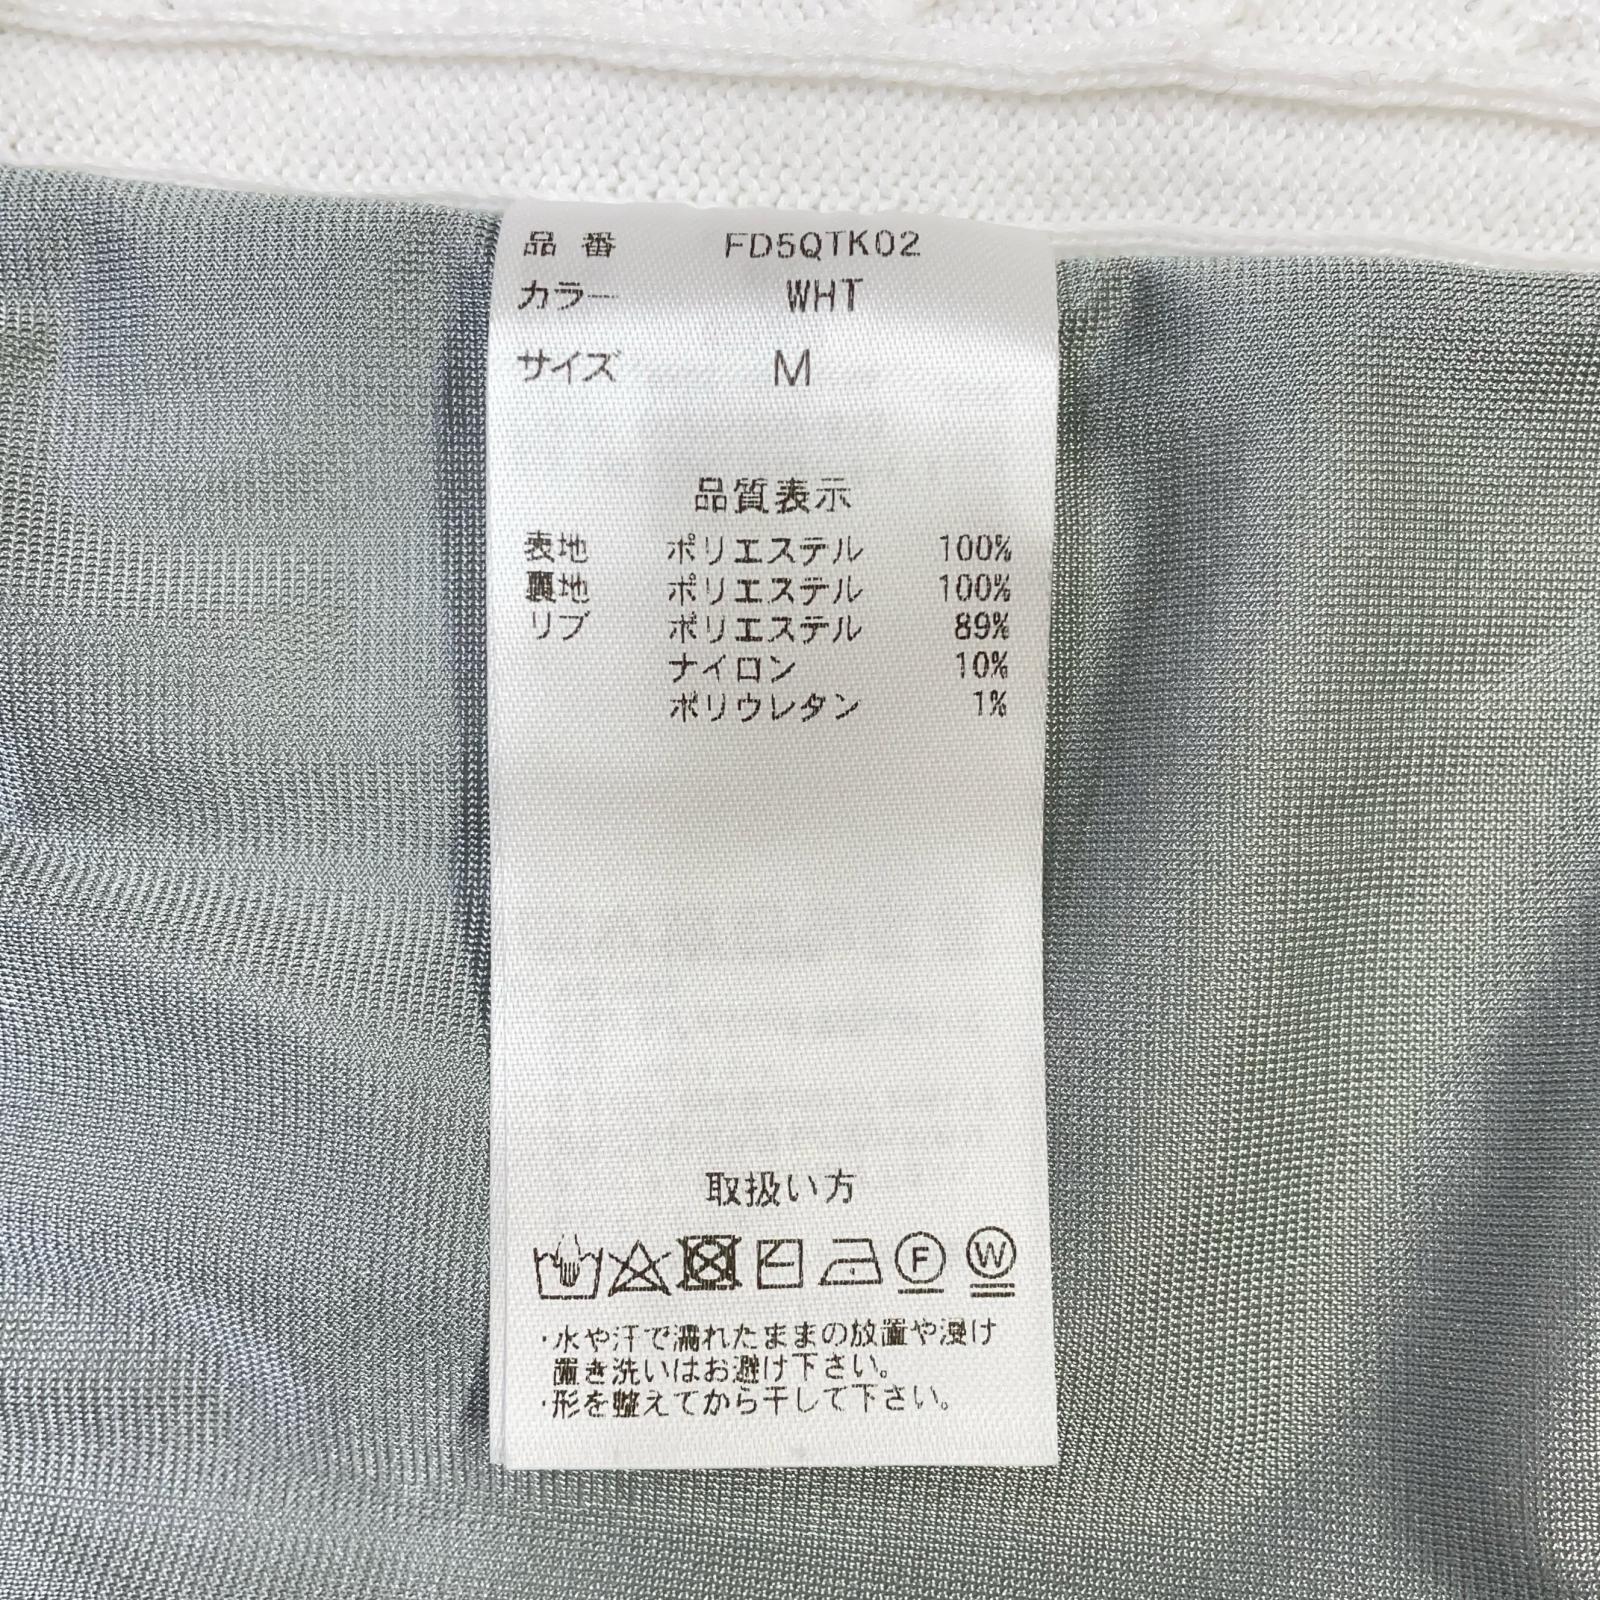 品番 FD5QTK02
カラー WHT
サイズ M
品質表示
表地 ポリエステル 100%
裏地 ポリエステル 100%
リブ ポリエステル 89%
ナイロン 10%
ポリウレタン 1%
取扱い方
F W
・水や汗で濡れたままの放置や浸け
置き洗いはお避け下さい。
・形を整えてから干して下さい。